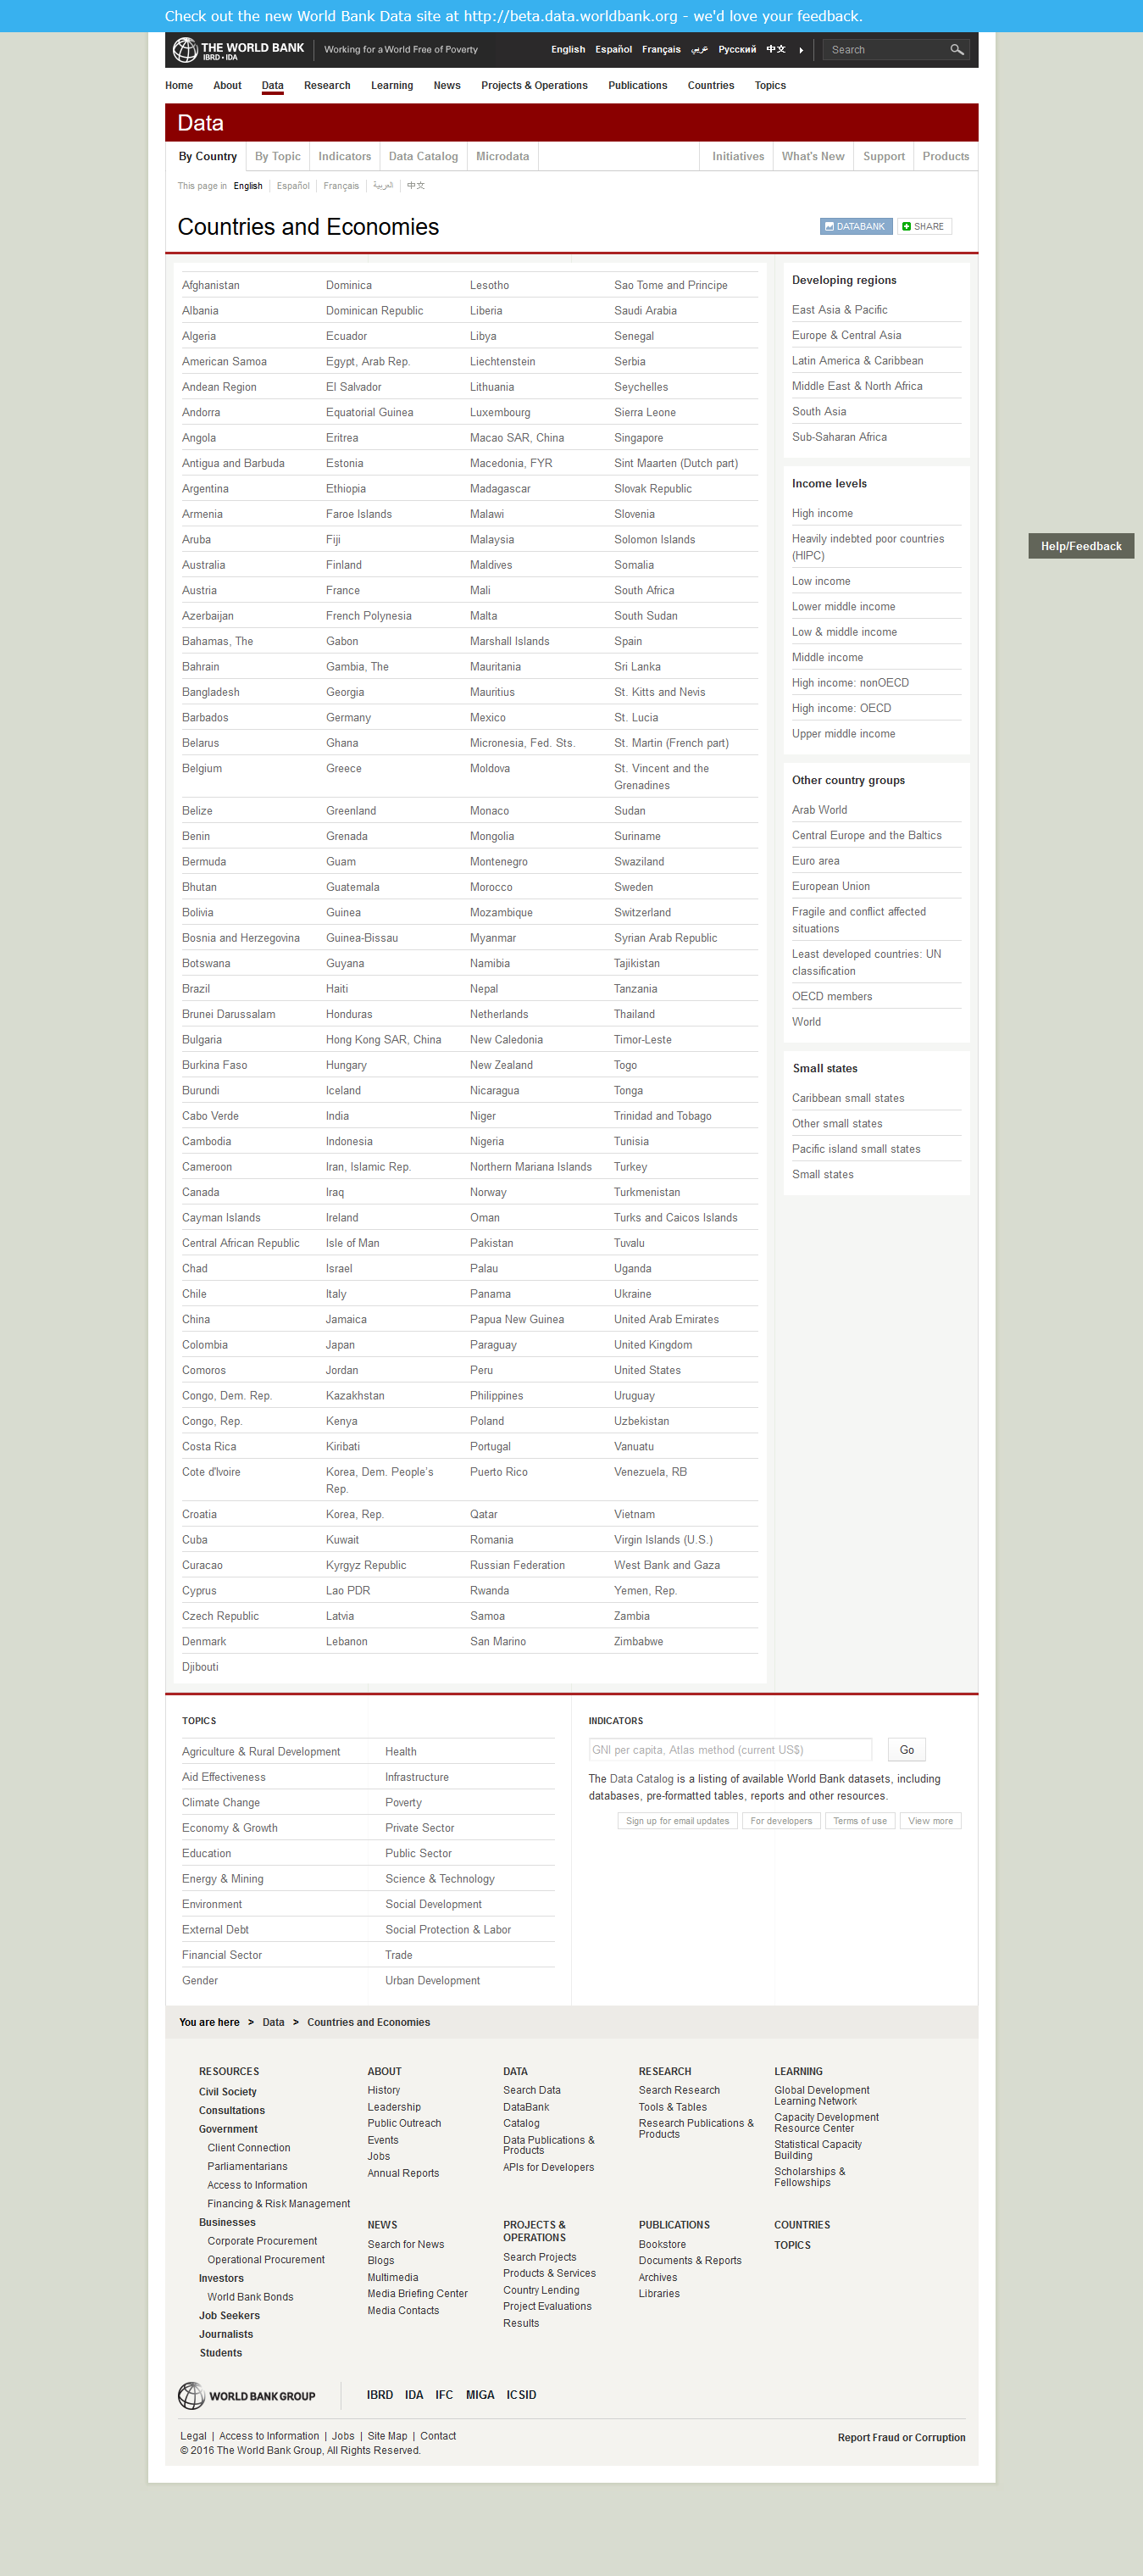 Check out the new World Bank Data site at http://beta.data.worldbank.org - we'd love your feedback.
THE WORLD BANK
IBRD • IDA
Working for a World Free of Poverty
English Español Français عربي Русский 中文
Search
Home About Data Research Learning News Projects & Operations Publications Countries Topics
Data
By Country By Topic Indicators Data Catalog Microdata Initiatives What's New Support Products
This page in English Español Français العربية 中文
Countries and Economies
DATABANK SHARE
Afghanistan Dominica Lesotho Sao Tome and Principe
Albania Dominican Republic Liberia Saudi Arabia
Algeria Ecuador Libya Senegal
American Samoa Egypt, Arab Rep. Liechtenstein Serbia
Andean Region El Salvador Lithuania Seychelles
Andorra Equatorial Guinea Luxembourg Sierra Leone
Angola Eritrea Macao SAR, China Singapore
Antigua and Barbuda Estonia Macedonia, FYR Sint Maarten (Dutch part)
Argentina Ethiopia Madagascar Slovak Republic
Armenia Faroe Islands Malawi Slovenia
Aruba Fiji Malaysia Solomon Islands
Australia Finland Maldives Somalia
Austria France Mali South Africa
Azerbaijan French Polynesia Malta South Sudan
Bahamas, The Gabon Marshall Islands Spain
Bahrain Gambia, The Mauritania Sri Lanka
Bangladesh Georgia Mauritius St. Kitts and Nevis
Barbados Germany Mexico St. Lucia
Belarus Ghana Micronesia, Fed. Sts. St. Martin (French part)
Belgium Greece Moldova St. Vincent and the
Grenadines
Belize Greenland Monaco Sudan
Benin Grenada Mongolia Suriname
Bermuda Guam Montenegro Swaziland
Bhutan Guatemala Morocco Sweden
Bolivia Guinea Mozambique Switzerland
Bosnia and Herzegovina Guinea-Bissau Myanmar Syrian Arab Republic
Botswana Guyana Namibia Tajikistan
Brazil Haiti Nepal Tanzania
Brunei Darussalam Honduras Netherlands Thailand
Bulgaria Hong Kong SAR, China New Caledonia Timor-Leste
Burkina Faso Hungary New Zealand Togo
Burundi Iceland Nicaragua Tonga
Cabo Verde India Niger Trinidad and Tobago
Cambodia Indonesia Nigeria Tunisia
Cameroon Iran, Islamic Rep. Northern Mariana Islands Turkey
Canada Iraq Norway Turkmenistan
Cayman Islands Ireland Oman Turks and Caicos Islands
Central African Republic Isle of Man Pakistan Tuvalu
Chad Israel Palau Uganda
Chile Italy Panama Ukraine
China Jamaica Papua New Guinea United Arab Emirates
Colombia Japan Paraguay United Kingdom
Comoros Jordan Peru United States
Congo, Dem. Rep. Kazakhstan Philippines Uruguay
Congo, Rep. Kenya Poland Uzbekistan
Costa Rica Kiribati Portugal Vanuatu
Cote d'Ivoire Korea, Dem. People's Puerto Rico Venezuela, RB
Rep.
Croatia Korea, Rep. Qatar Vietnam
Cuba Kuwait Romania Virgin Islands (U.S.)
Curacao Kyrgyz Republic Russian Federation West Bank and Gaza
Cyprus Lao PDR Rwanda Yemen, Rep.
Czech Republic Latvia Samoa Zambia
Denmark Lebanon San Marino Zimbabwe
Djibouti
Developing regions
East Asia & Pacific
Europe & Central Asia
Latin America & Caribbean
Middle East & North Africa
South Asia
Sub-Saharan Africa
Income levels
High income
Heavily indebted poor countries
(HIPC)
Low income
Lower middle income
Low & middle income
Middle income
High income: nonOECD
High income: OECD
Upper middle income
Other country groups
Arab World
Central Europe and the Baltics
Euro area
European Union
Fragile and conflict affected
situations
Least developed countries: UN
classification
OECD members
World
Small states
Caribbean small states
Other small states
Pacific island small states
Small states
Help/Feedback
TOPICS
Agriculture & Rural Development Health
Aid Effectiveness Infrastructure
Climate Change Poverty
Economy & Growth Private Sector
Education Public Sector
Energy & Mining Science & Technology
Environment Social Development
External Debt Social Protection & Labor
Financial Sector Trade
Gender Urban Development
INDICATORS
GNI per capita, Atlas method (current US$) Go
The Data Catalog is a listing of available World Bank datasets, including
databases, pre-formatted tables, reports and other resources.
Sign up for email updates For developers Terms of use View more
You are here > Data > Countries and Economies
RESOURCES
Civil Society
Consultations
Government
Client Connection
Parliamentarians
Access to Information
Financing & Risk Management
Businesses
Corporate Procurement
Operational Procurement
Investors
World Bank Bonds
Job Seekers
Journalists
Students
ABOUT
History
Leadership
Public Outreach
Events
Jobs
Annual Reports
DATA
Search Data
DataBank
Catalog
Data Publications &
Products
APIs for Developers
RESEARCH
Search Research
Tools & Tables
Research Publications &
Products
LEARNING
Global Development
Learning Network
Capacity Development
Resource Center
Statistical Capacity
Building
Scholarships &
Fellowships
NEWS
Search for News
Blogs
Multimedia
Media Briefing Center
Media Contacts
PROJECTS &
OPERATIONS
Search Projects
Products & Services
Country Lending
Project Evaluations
Results
PUBLICATIONS
Bookstore
Documents & Reports
Archives
Libraries
COUNTRIES
TOPICS
WORLD BANK GROUP IBRD IDA IFC MIGA ICSID
Legal | Access to Information | Jobs | Site Map | Contact
© 2016 The World Bank Group, All Rights Reserved.
Report Fraud or Corruption